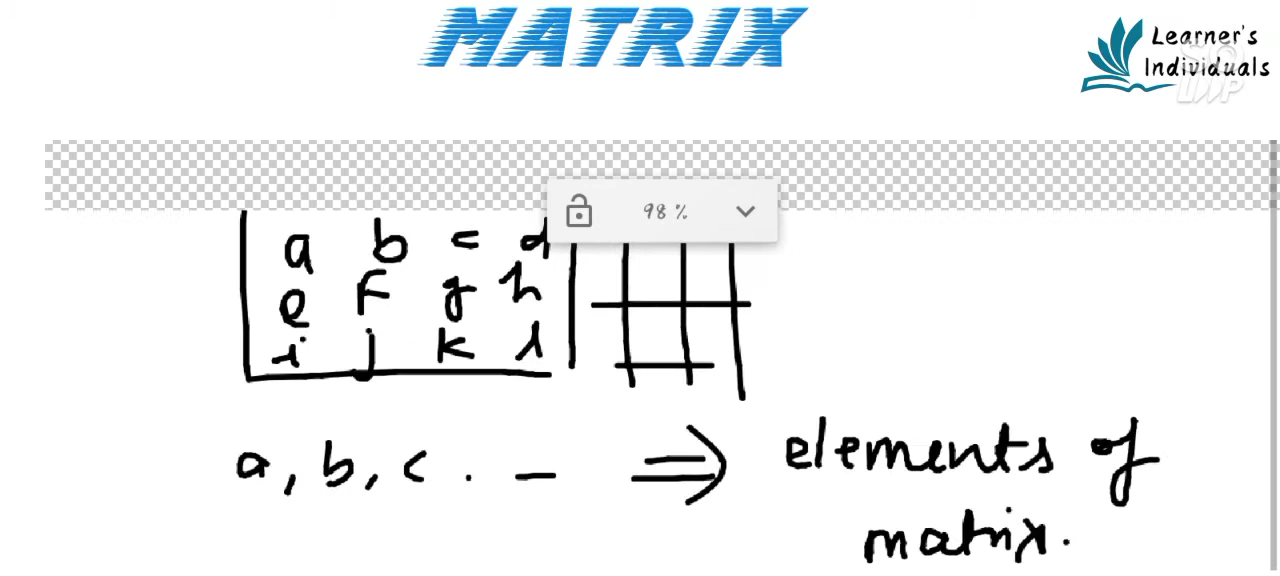 MATRIX
Learner's
Individuals
98 %
a b c d
e F g h
i j k l
a, b, c . _ ⇒ elements of
matrix.